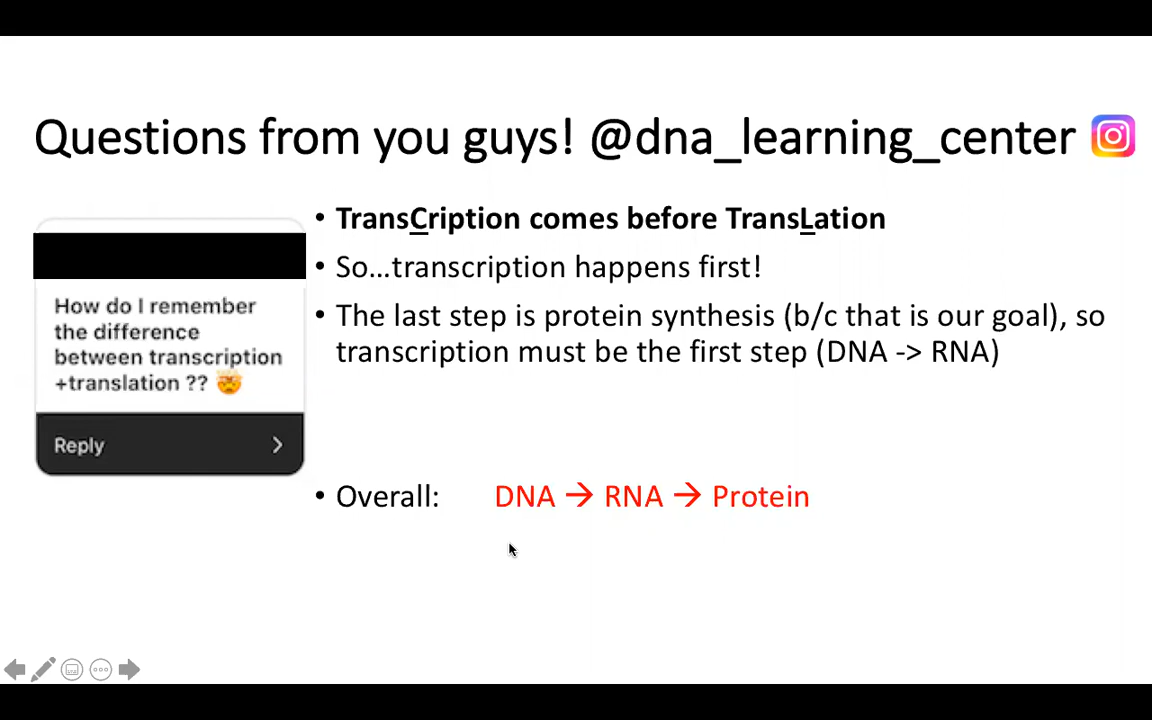 Questions from you guys! @dna_learning_center
How do I remember
the difference
between transcription
+translation ?? 🤯
Reply
• TransCription comes before TransLation
• So…transcription happens first!
• The last step is protein synthesis (b/c that is our goal), so
transcription must be the first step (DNA -> RNA)
• Overall: DNA → RNA → Protein